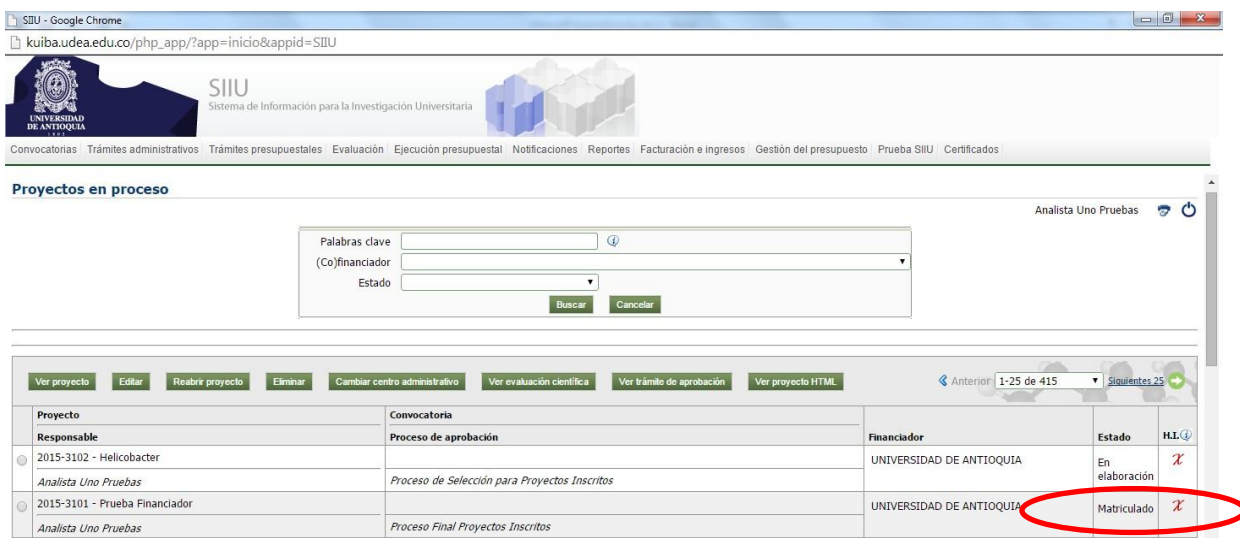 SIIU - Google Chrome
kuiba.udea.edu.co/php_app/?app=inicio&appid=SIIU
SIIU
Sistema de Información para la Investigación Universitaria
UNIVERSIDAD
DE ANTIOQUIA
1803
Convocatorias Trámites administrativos Trámites presupuestales Evaluación Ejecución presupuestal Notificaciones Reportes Facturación e ingresos Gestión del presupuesto Prueba SIIU Certificados
Proyectos en proceso
Analista Uno Pruebas
Palabras clave
(Co)financiador
Estado
Buscar Cancelar
Ver proyecto Editar Reabrir proyecto Eliminar Cambiar centro administrativo Ver evaluación científica Ver trámite de aprobación Ver proyecto HTML Anterior 1-25 de 415 Siguientes 25
Proyecto Convocatoria
Responsable Proceso de aprobación Financiador Estado H.I.
2015-3102 - Helicobacter UNIVERSIDAD DE ANTIOQUIA En
elaboración
Analista Uno Pruebas Proceso de Selección para Proyectos Inscritos
2015-3101 - Prueba Financiador UNIVERSIDAD DE ANTIOQUIA Matriculado
Analista Uno Pruebas Proceso Final Proyectos Inscritos